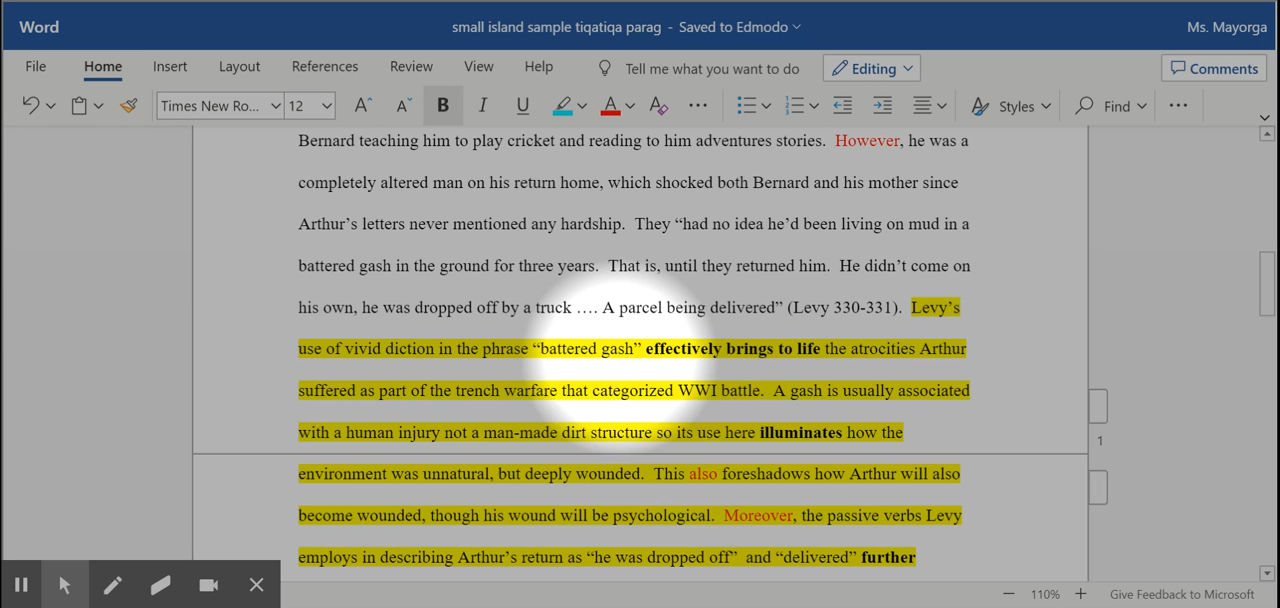 Word
small island sample tiqatiqa parag - Saved to Edmodo
Ms. Mayorga
File Home Insert Layout References Review View Help Tell me what you want to do Editing Comments
Times New Ro... 12 A A B I U A A Styles Find
Bernard teaching him to play cricket and reading to him adventures stories. However, he was a
completely altered man on his return home, which shocked both Bernard and his mother since
Arthur’s letters never mentioned any hardship. They “had no idea he’d been living on mud in a
battered gash in the ground for three years. That is, until they returned him. He didn’t come on
his own, he was dropped off by a truck …. A parcel being delivered” (Levy 330-331). Levy’s
use of vivid diction in the phrase “battered gash” effectively brings to life the atrocities Arthur
suffered as part of the trench warfare that categorized WWI battle. A gash is usually associated
with a human injury not a man-made dirt structure so its use here illuminates how the
1
environment was unnatural, but deeply wounded. This also foreshadows how Arthur will also
become wounded, though his wound will be psychological. Moreover, the passive verbs Levy
employs in describing Arthur’s return as “he was dropped off” and “delivered” further
110% Give Feedback to Microsoft